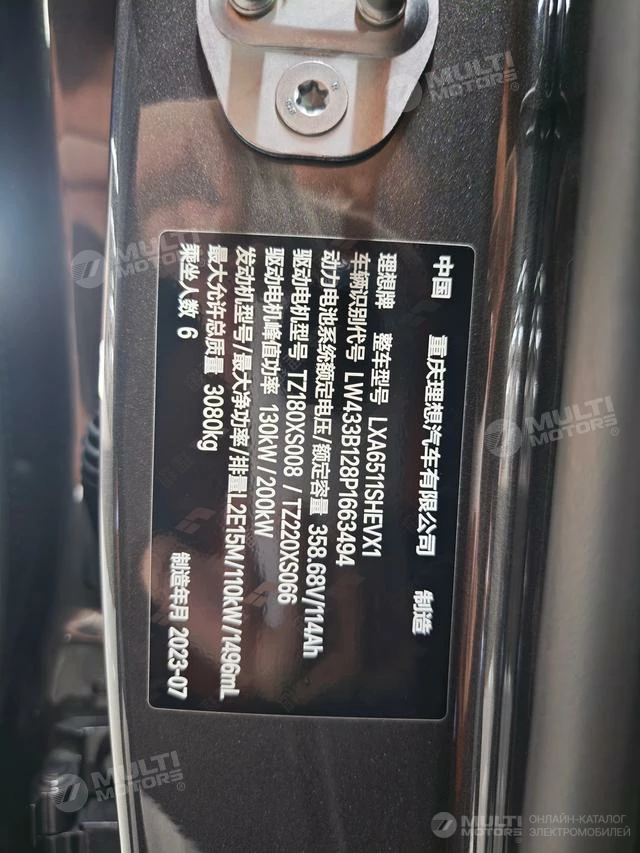 中国 重庆理想汽车有限公司 制造
理想牌 整车型号 LXA6511SHEVX1
车辆识别代号 LW433B128P1663494
动力电池系统额定电压/额定容量 358.68V/114Ah
驱动电机型号 TZ180XS008 / TZ220XS066
驱动电机峰值功率 130kW/200kW
发动机型号/最大净功率/排量L2E15M/110kW/1496mL
最大允许总质量 3080kg
乘坐人数 6 制造年月 2023-07
MULTI MOTORS®
MULTI MOTORS®
MULTI MOTORS®
MULTI MOTORS®
MULTI MOTORS® ОНЛАЙН-КАТАЛОГ ЭЛЕКТРОМОБИЛЕЙ